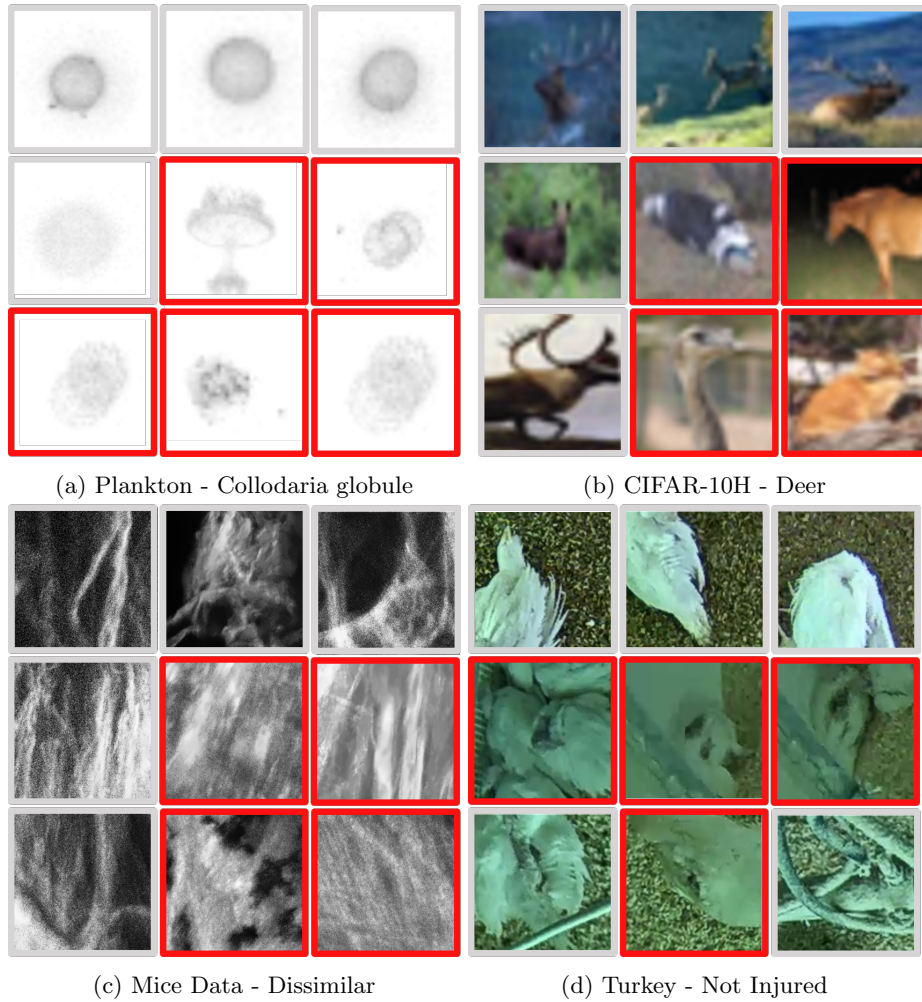 (a) Plankton - Collodaria globule
(b) CIFAR-10H - Deer
(c) Mice Data - Dissimilar
(d) Turkey - Not Injured